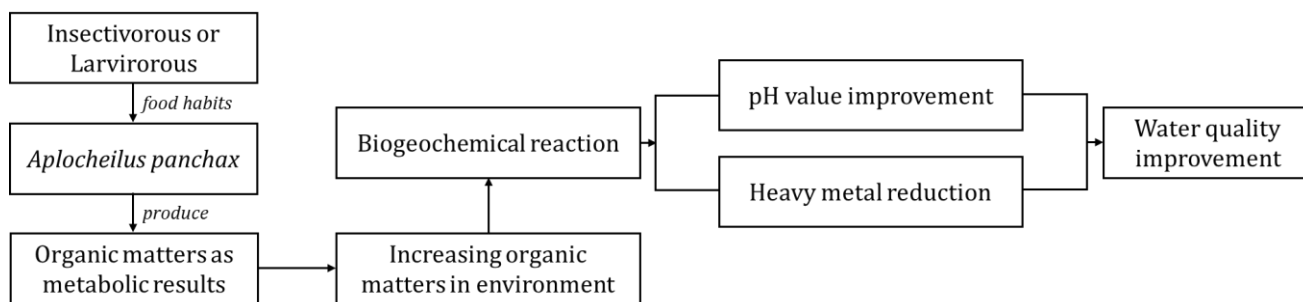 Insectivorous or
Larvirorous
food habits
Aplocheilus panchax
produce
Organic matters as
metabolic results
Increasing organic
matters in environment
Biogeochemical reaction
pH value improvement
Heavy metal reduction
Water quality
improvement